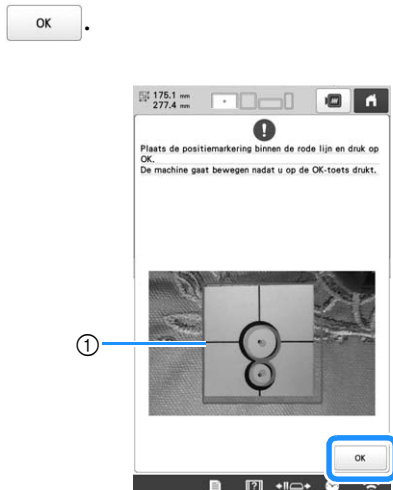 OK .
175.1 mm
277.4 mm
Plaats de positiemarkering binnen de rode lijn en druk op
OK.
De machine gaat bewegen nadat u op de OK-toets drukt.
①
OK